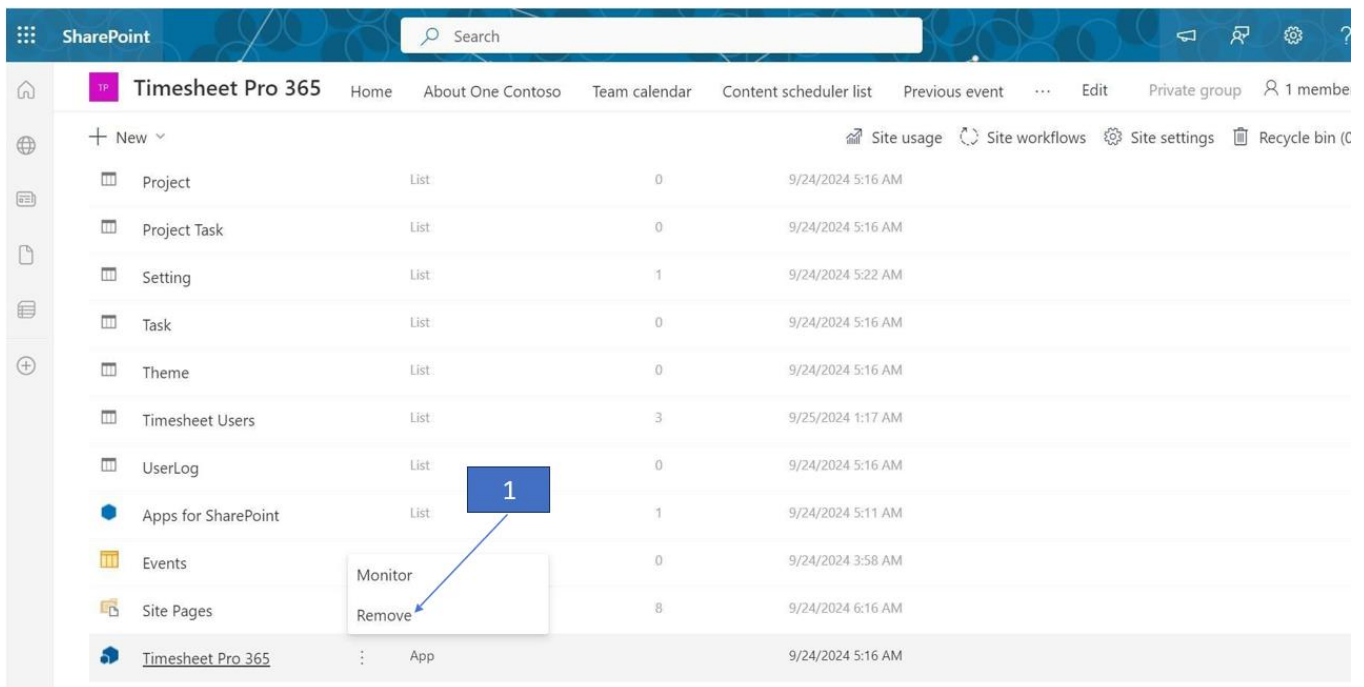 SharePoint Search ?
TP Timesheet Pro 365 Home About One Contoso Team calendar Content scheduler list Previous event ... Edit Private group 1 member
New Site usage Site workflows Site settings Recycle bin (0
Project List 0 9/24/2024 5:16 AM
Project Task List 0 9/24/2024 5:16 AM
Setting List 1 9/24/2024 5:22 AM
Task List 0 9/24/2024 5:16 AM
Theme List 0 9/24/2024 5:16 AM
Timesheet Users List 3 9/25/2024 1:17 AM
UserLog List 0 9/24/2024 5:16 AM
1
Apps for SharePoint List 1 9/24/2024 5:11 AM
Events 0 9/24/2024 3:58 AM
Monitor
Site Pages 8 9/24/2024 6:16 AM
Remove
Timesheet Pro 365 App 9/24/2024 5:16 AM